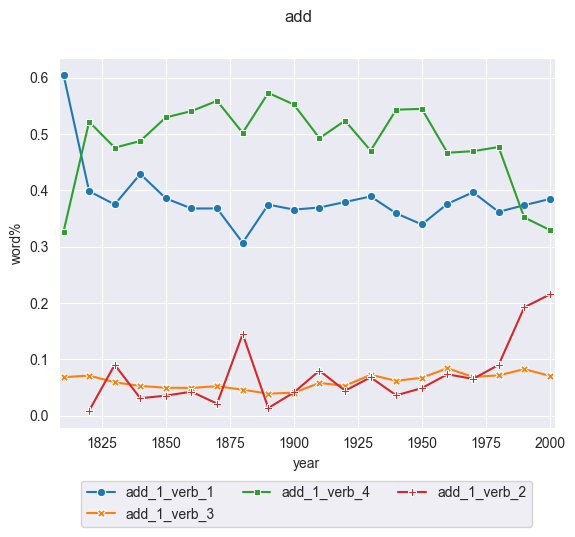 add
0.6
0.5
0.4
0.3
0.2
0.1
0.0
word%
1825 1850 1875 1900 1925 1950 1975 2000
year
add_1_verb_1 add_1_verb_4 add_1_verb_2
add_1_verb_3